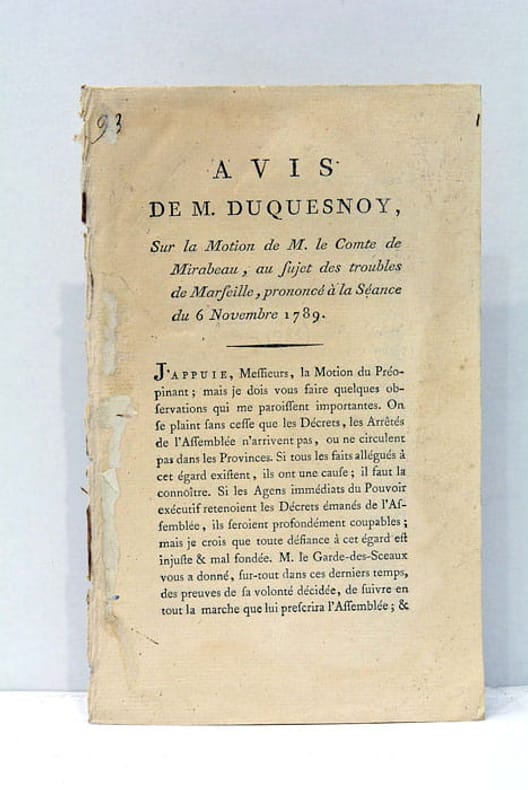 93
AVIS
DE M. DUQUESNOY,
Sur la Motion de M. le Comte de
Mirabeau, au ſujet des troubles
de Marſeille, prononcé à la Séance
du 6 Novembre 1789.
J'APPUIE, Meſſieurs, la Motion du Préo-
pinant; mais je dois vous faire quelques ob-
ſervations qui me paroiſſent importantes. On
ſe plaint ſans ceſſe que les Décrets, les Arrêtés
de l'Aſſemblée n'arrivent pas, ou ne circulent
pas dans les Provinces. Si tous les faits allégués à
cet égard exiſtent, ils ont une cauſe; il faut la
connoître. Si les Agens immédiats du Pouvoir
exécutif retenoient les Décrets émanés de l'Aſ-
ſemblée, ils ſeroient profondément coupables;
mais je crois que toute défiance à cet égard eſt
injuſte & mal fondée. M. le Garde-des-Sceaux
vous a donné, ſur-tout dans ces derniers temps,
des preuves de ſa volonté décidée, de ſuivre en
tout la marche que lui preſcrira l'Aſſemblée; &